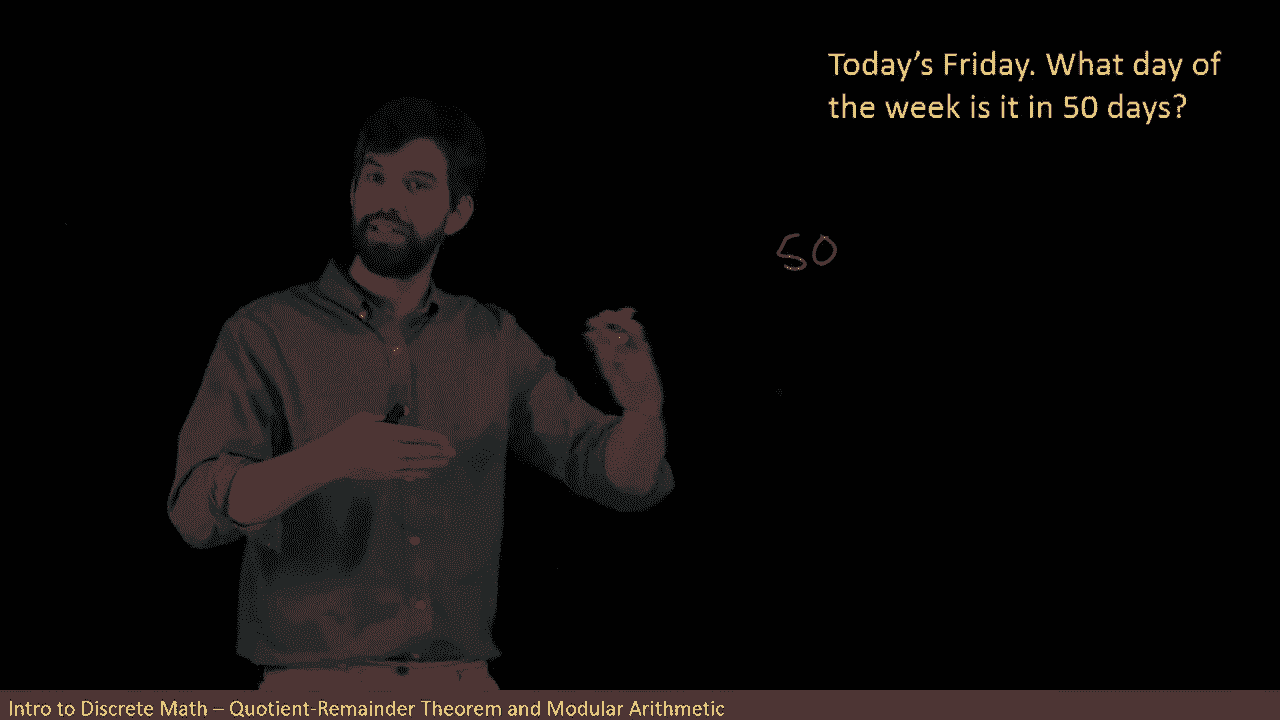 Today's Friday. What day of
the week is it in 50 days?
50
Intro to Discrete Math – Quotient-Remainder Theorem and Modular Arithmetic